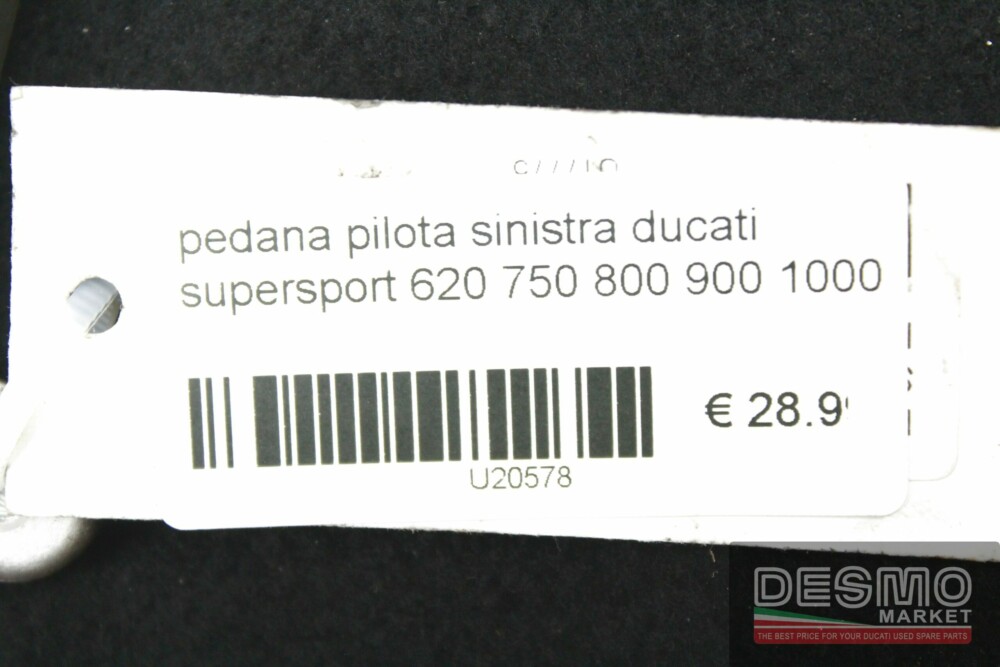 pedana pilota sinistra ducati
supersport 620 750 800 900 1000
€ 28.9
U20578
DESMO
MARKET
THE BEST PRICE FOR YOUR DUCATI USED SPARE PARTS